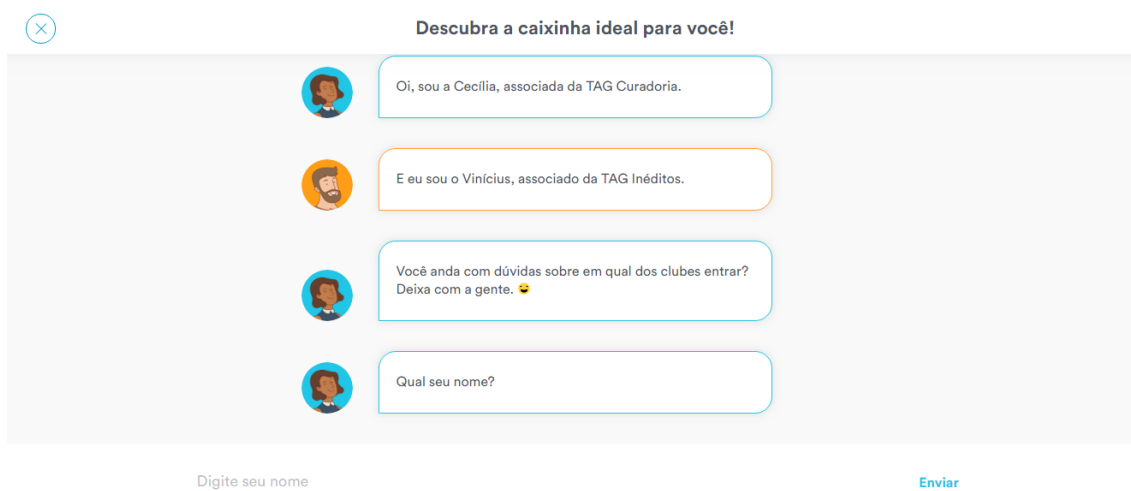 Descubra a caixinha ideal para você!
Oi, sou a Cecília, associada da TAG Curadoria.
E eu sou o Vinícius, associado da TAG Inéditos.
Você anda com dúvidas sobre em qual dos clubes entrar?
Deixa com a gente. 😆
Qual seu nome?
Digite seu nome
Enviar